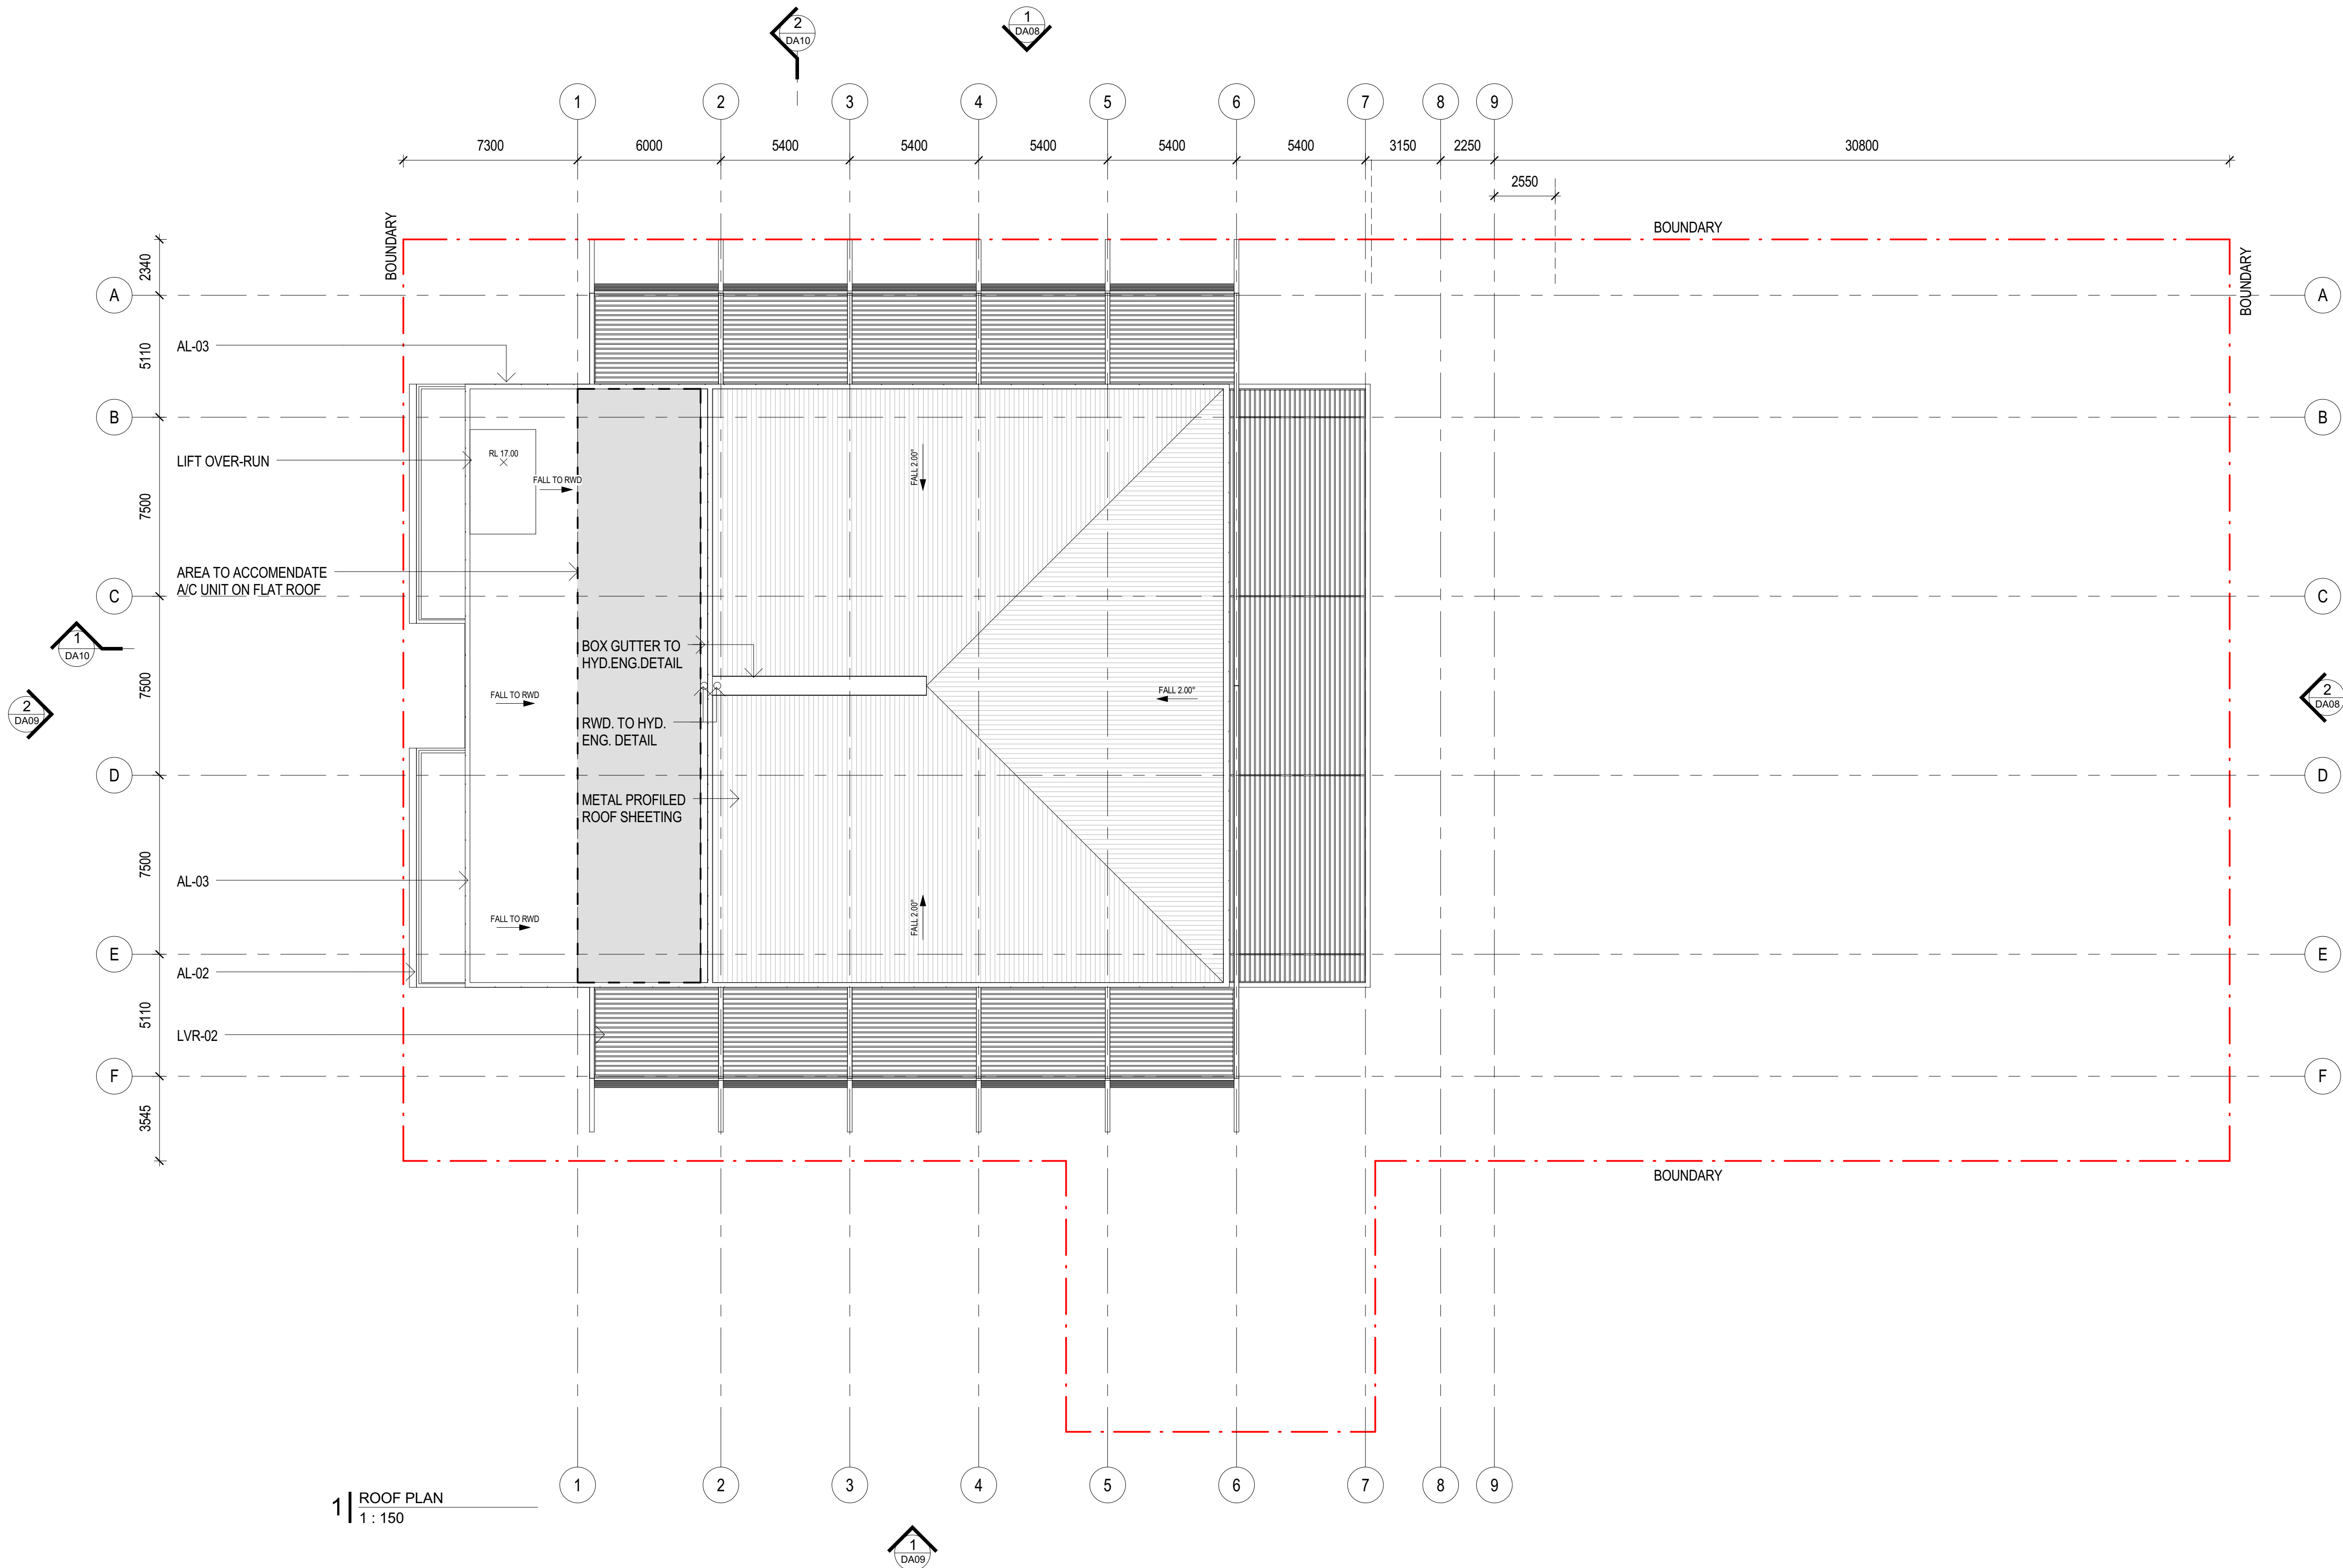 2
DA10
1
DA08
1
2
3
4
5
6
7
8
9
7300
6000
5400
5400
5400
5400
5400
3150
2250
30800
2550
BOUNDARY
BOUNDARY
BOUNDARY
2340
A
A
5110
AL-03
B
B
LIFT OVER-RUN
RL 17.00
FALL TO RWD
FALL 2.00°
7500
AREA TO ACCOMENDATE
A/C UNIT ON FLAT ROOF
C
C
1
DA10
BOX GUTTER TO
HYD.ENG.DETAIL
7500
FALL TO RWD
FALL 2.00°
2
DA09
2
DA08
RWD. TO HYD.
ENG. DETAIL
D
D
METAL PROFILED
ROOF SHEETING
7500
AL-03
FALL TO RWD
FALL 2.00°
E
E
AL-02
5110
LVR-02
F
F
3545
BOUNDARY
1
2
3
4
5
6
7
8
9
1
ROOF PLAN
1 : 150
1
DA09